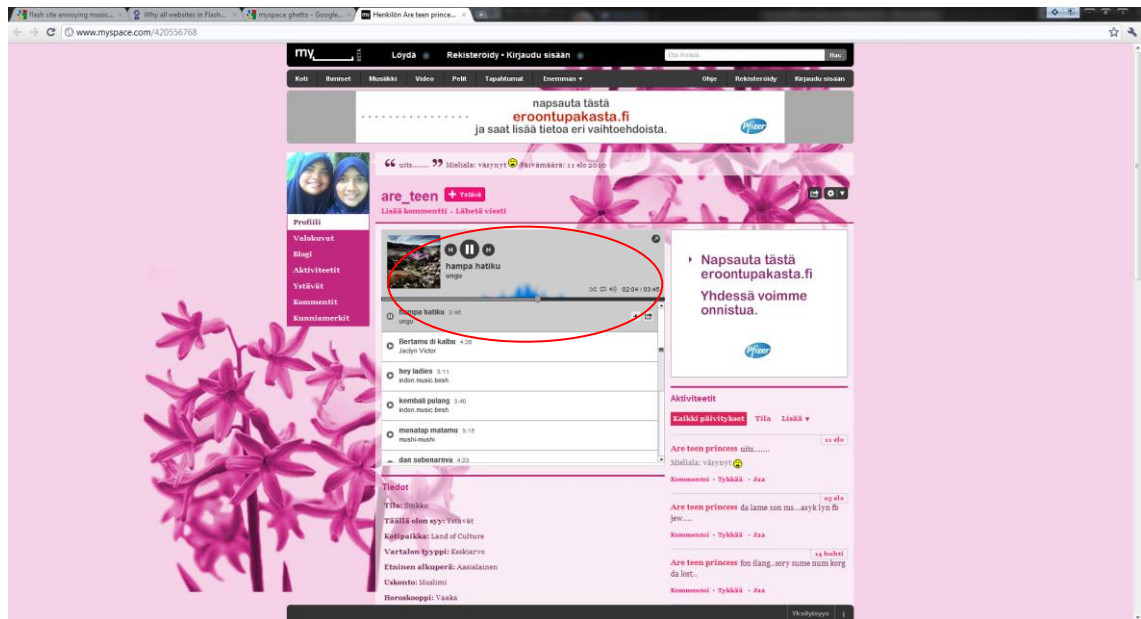 flash site annoying music...
Why all websites in Flash...
myspace ghetto - Google...
Henkilön Are teen prince...
www.myspace.com/420556768
my____ BETA
Löydä
Rekisteröidy • Kirjaudu sisään
Hae
Koti Ihmiset Musiikki Video Pelit Tapahtumat Enemmän ▾ Ohje Rekisteröidy Kirjaudu sisään
napsauta tästä
eroontupakasta.fi
ja saat lisää tietoa eri vaihtoehdoista.
Pfizer
“ uits....... ” Mieliala: väsynyt Päivämäärä: 11 elo 2010
are_teen + Ystävä
Lisää kommentti - Lähetä viesti
Profiili
Valokuvat
Blogi
Aktiviteetit
Ystävät
Kommentit
Kunniamerkit
hampa hatiku
ungu
02:04 / 03:45
hampa hatiku 3:46
ungu
Bertamu di kalbu 4:20
Jaclyn Victor
hey ladies 3:11
indon.music.besh
kembali pulang 3:40
indon.music.besh
menatap matamu 3:15
mushi-mushi
dan sebenarnya 4:23
Tiedot
Tila: Sinkku
Täällä olon syy: Ystävät
Kotipaikka: Land of Culture
Vartalon tyyppi: Keskiarvo
Etninen alkuperä: Aasialainen
Uskonto: Muslimi
Horoskooppi: Vaaka
Napsauta tästä
eroontupakasta.fi
Yhdessä voimme
onnistua.
Pfizer
Aktiviteetit
Kaikki päivitykset Tila Lisää ▾
11 elo
Are teen princess uits.......
Mieliala: väsynyt
Kommentoi - Tykkää - Jaa
05 elo
Are teen princess da lame xon ms...asyk lyn fb
jew....
Kommentoi - Tykkää - Jaa
14 huhti
Are teen princess fon ilang..sory sume num korg
da lost..
Kommentoi - Tykkää - Jaa
Yksityisyys